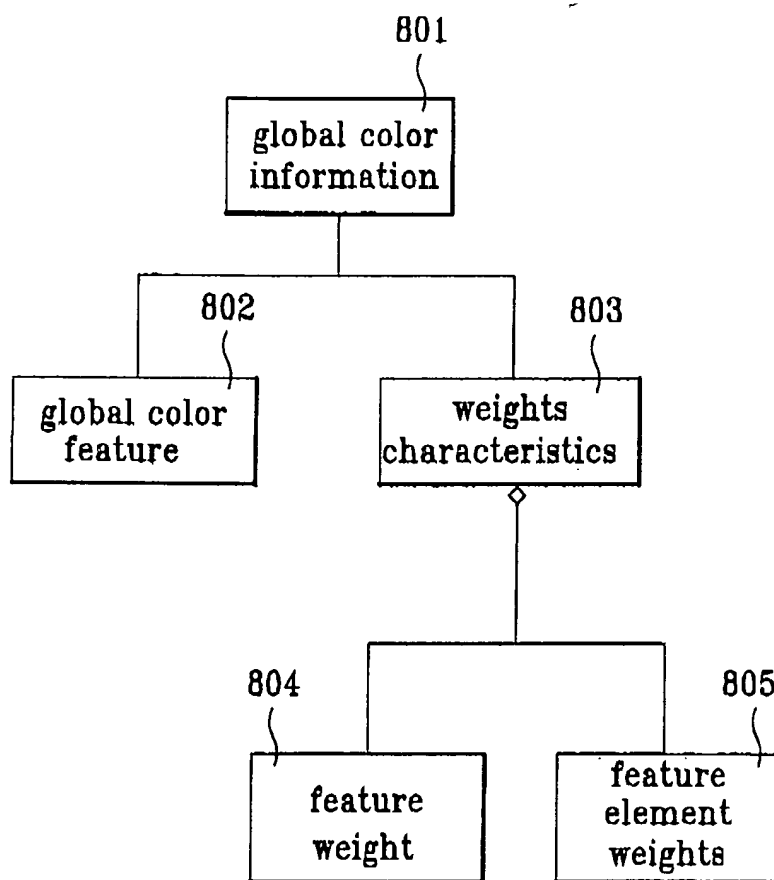 801
global color
information
802
803
global color
feature
weights
characteristics
804
805
feature
weight
feature
element
weights